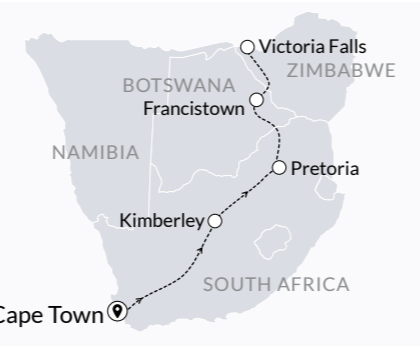 Victoria Falls
ZIMBABWE
BOTSWANA
Francistown
NAMIBIA
Pretoria
Kimberley
SOUTH AFRICA
Cape Town